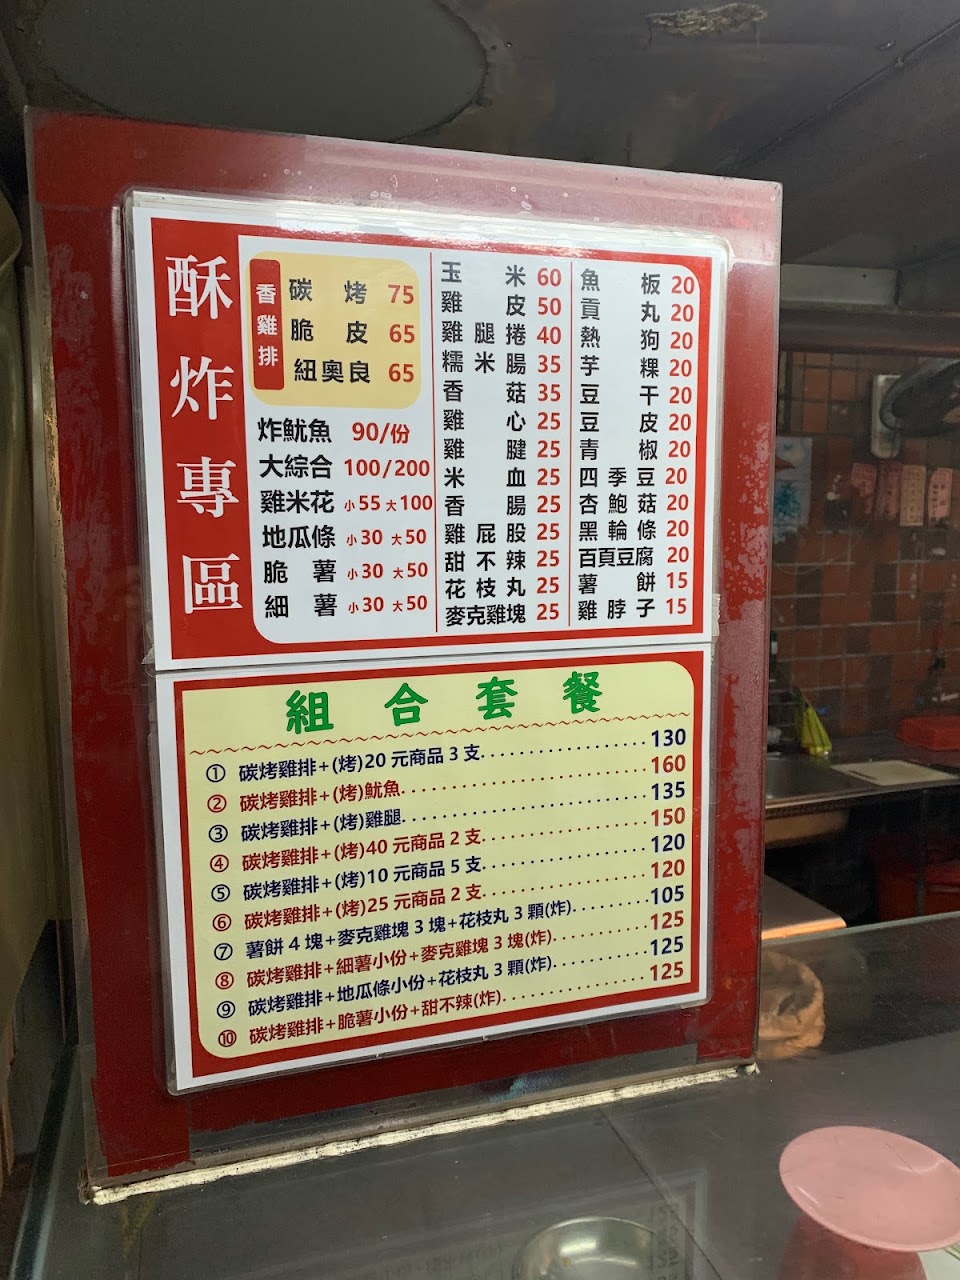 酥炸專區
香雞排
碳烤 75
脆皮 65
紐奧良 65
炸魷魚 90/份
大綜合 100/200
雞米花 小55 大100
地瓜條 小30 大50
脆薯 小30 大50
細薯 小30 大50
玉米 60
雞皮 50
雞腿捲 40
糯米腸 35
香菇 35
雞心 25
雞腱 25
米血 25
香腸 25
雞屁股 25
甜不辣 25
花枝丸 25
麥克雞塊 25
魚板 20
貢丸 20
熱狗 20
芋粿 20
豆干 20
豆皮 20
青椒 20
四季豆 20
杏鮑菇 20
黑輪條 20
百頁豆腐 20
薯餅 15
雞脖子 15
組合套餐
① 碳烤雞排+(烤)20元商品3支 130
② 碳烤雞排+(烤)魷魚 160
③ 碳烤雞排+(烤)雞腿 135
④ 碳烤雞排+(烤)40元商品2支 150
⑤ 碳烤雞排+(烤)10元商品5支 120
⑥ 碳烤雞排+(烤)25元商品2支 120
⑦ 薯餅4塊+麥克雞塊3塊+花枝丸3顆(炸) 105
⑧ 碳烤雞排+細薯小份+麥克雞塊3塊(炸) 125
⑨ 碳烤雞排+地瓜條小份+花枝丸3顆(炸) 125
⑩ 碳烤雞排+脆薯小份+甜不辣(炸) 125